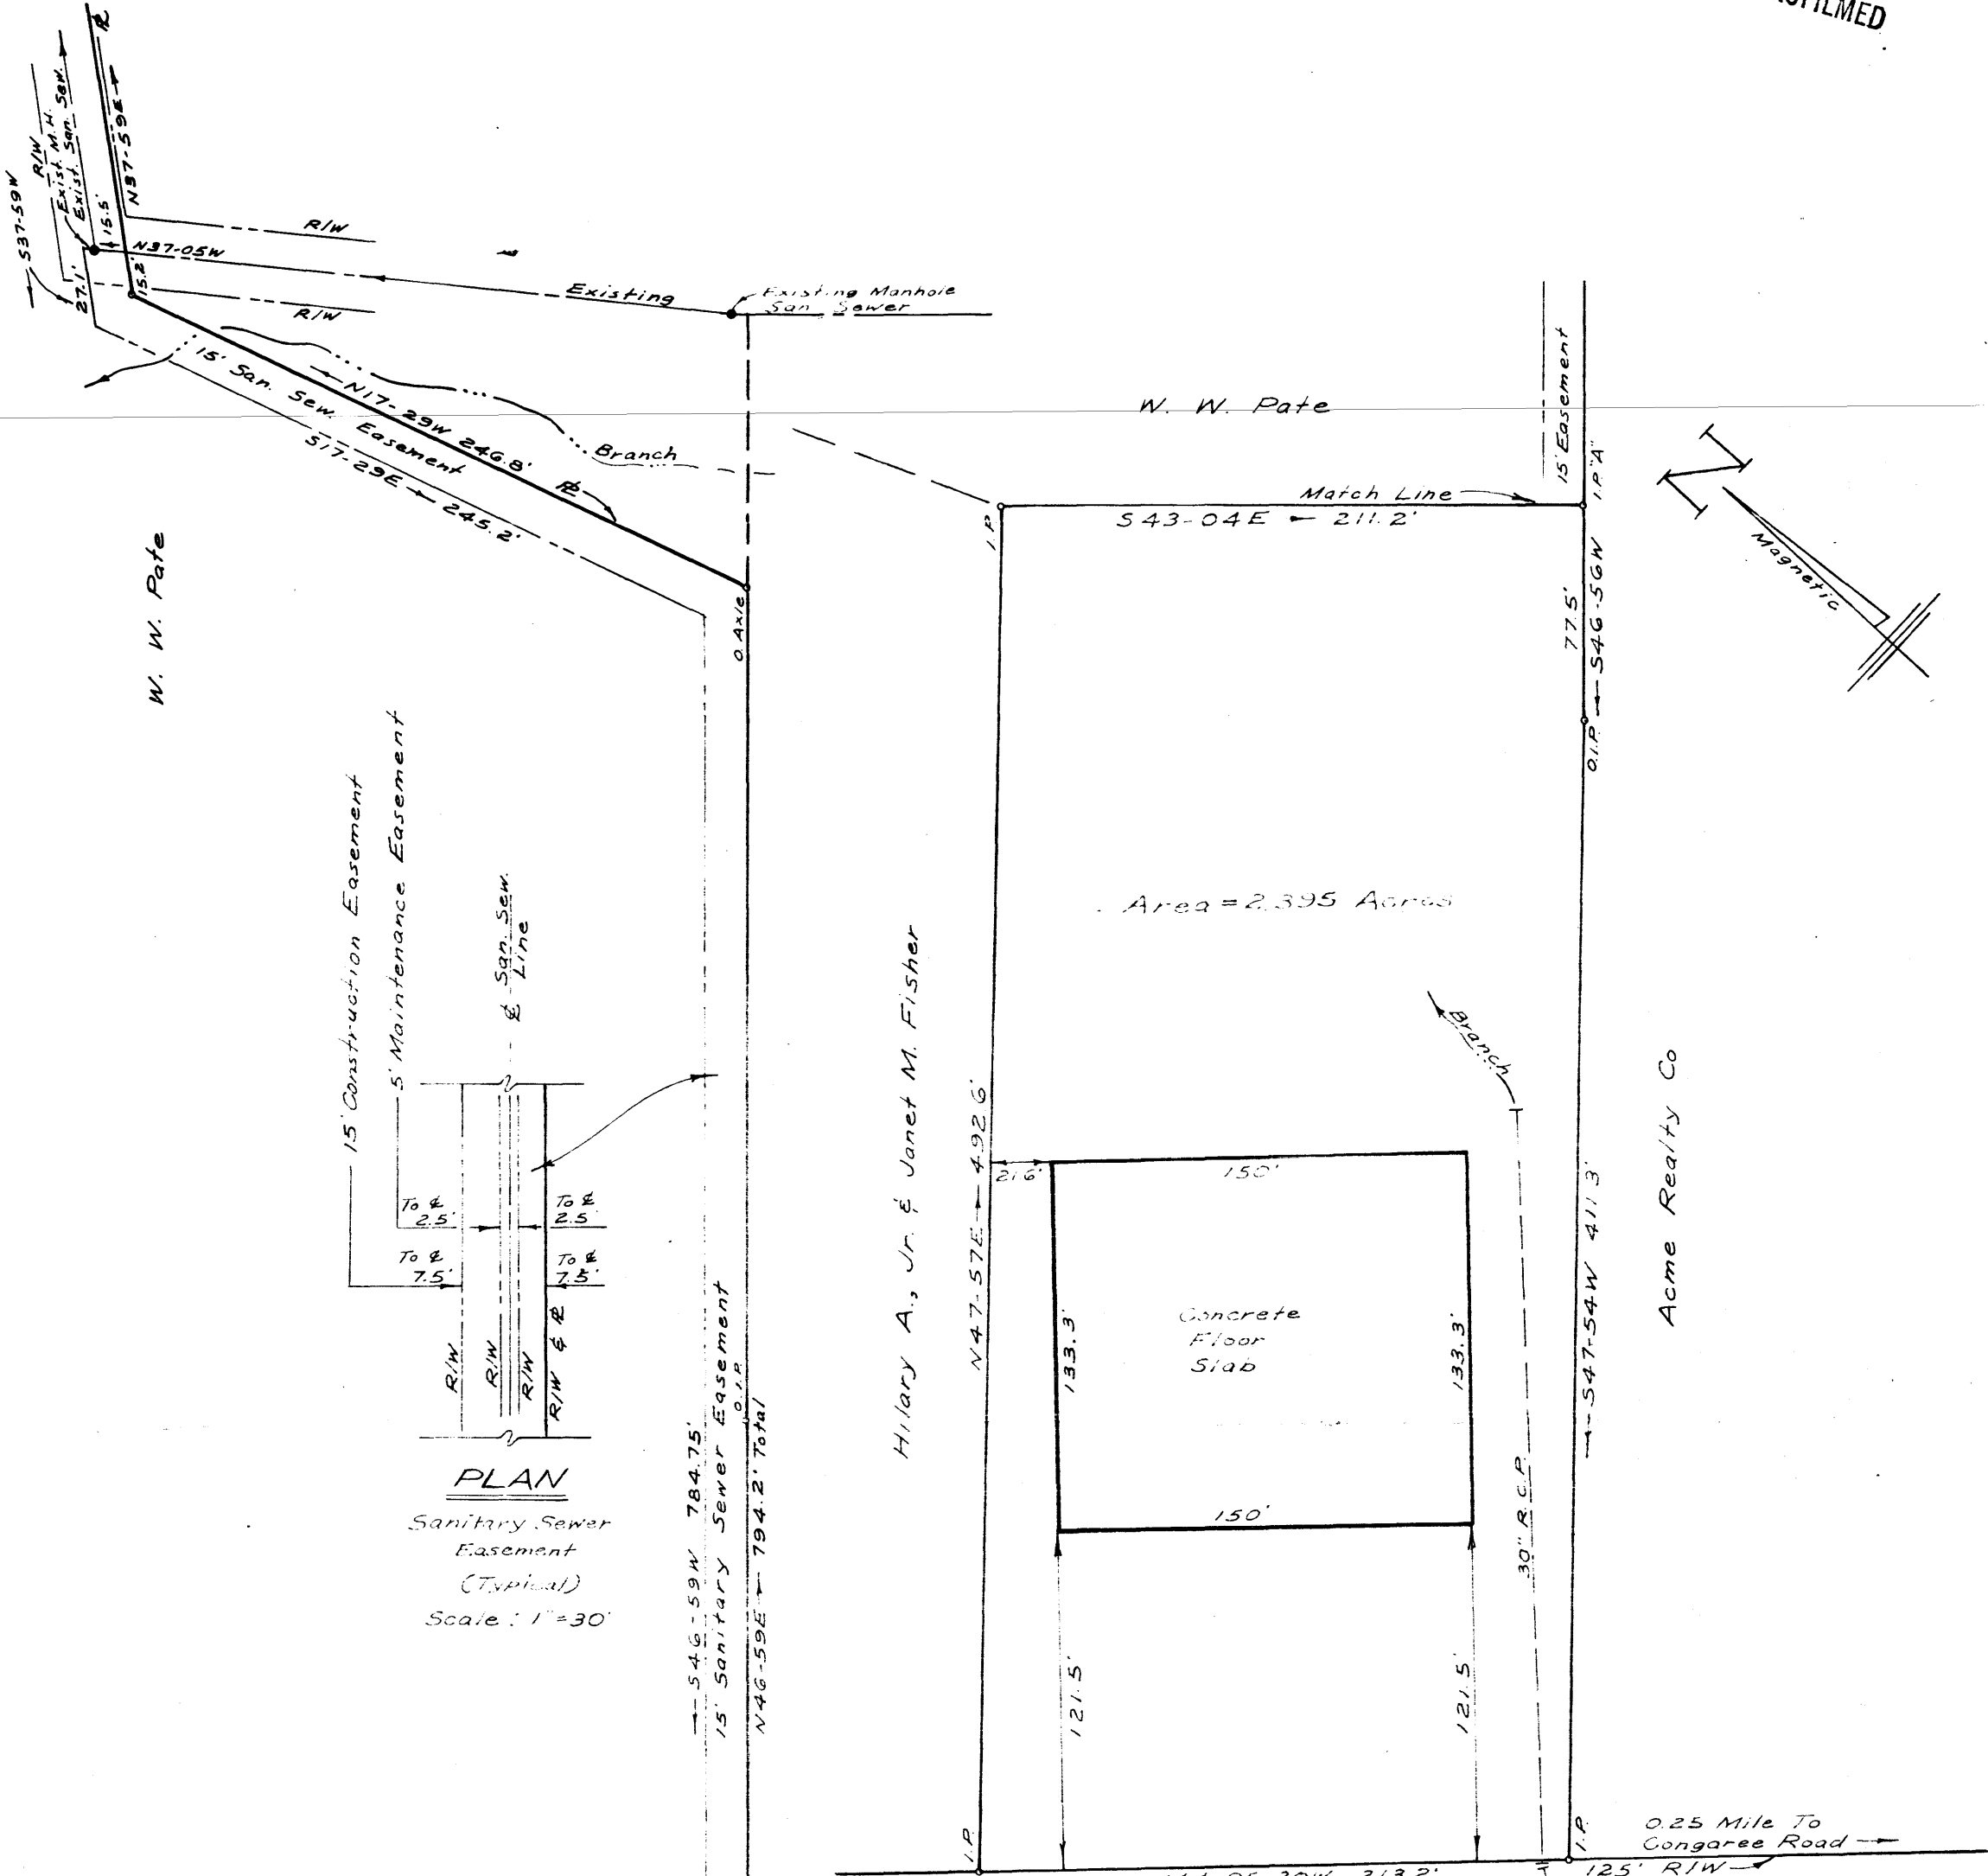 R/W
Exist. M.H.
Exist. San. Sew.
N37-59E
S37-59W
15.5'
27.1'
15.2'
N37-05W
R/W
R/W
Existing
Existing Manhole
San. Sewer
15' San. Sew. Easement
N17-29W 246.8'
S17-29E 245.2'
Branch
W. W. Pate
15' Easement
Match Line
I.P. "A"
S43-04E 211.2'
I.P.
Magnetic
77.5'
S46-56W
O.I.P.
W. W. Pate
O. Axle
15' Construction Easement
5' Maintenance Easement
San. Sew.
Line
Area = 2.395 Acres
Hilary A., Jr. & Janet M. Fisher
Branch
Acme Realty Co
To
2.5'
To
2.5'
To
7.5'
To
7.5'
R/W
R/W
R/W
R/W &
PLAN
Sanitary Sewer
Easement
(Typical)
Scale: 1"=30'
S46-59W 784.75'
15' Sanitary Sewer Easement
O.I.P.
N46-59E 794.2' Total
N47-57E 492.6'
21.6'
150'
133.3'
Concrete
Floor
Slab
133.3'
150'
30" R.C.P.
S47-54W 411.3'
121.5'
121.5'
I.P.
I.P.
0.25 Mile To
Congaree Road
213.2'
125' R/W